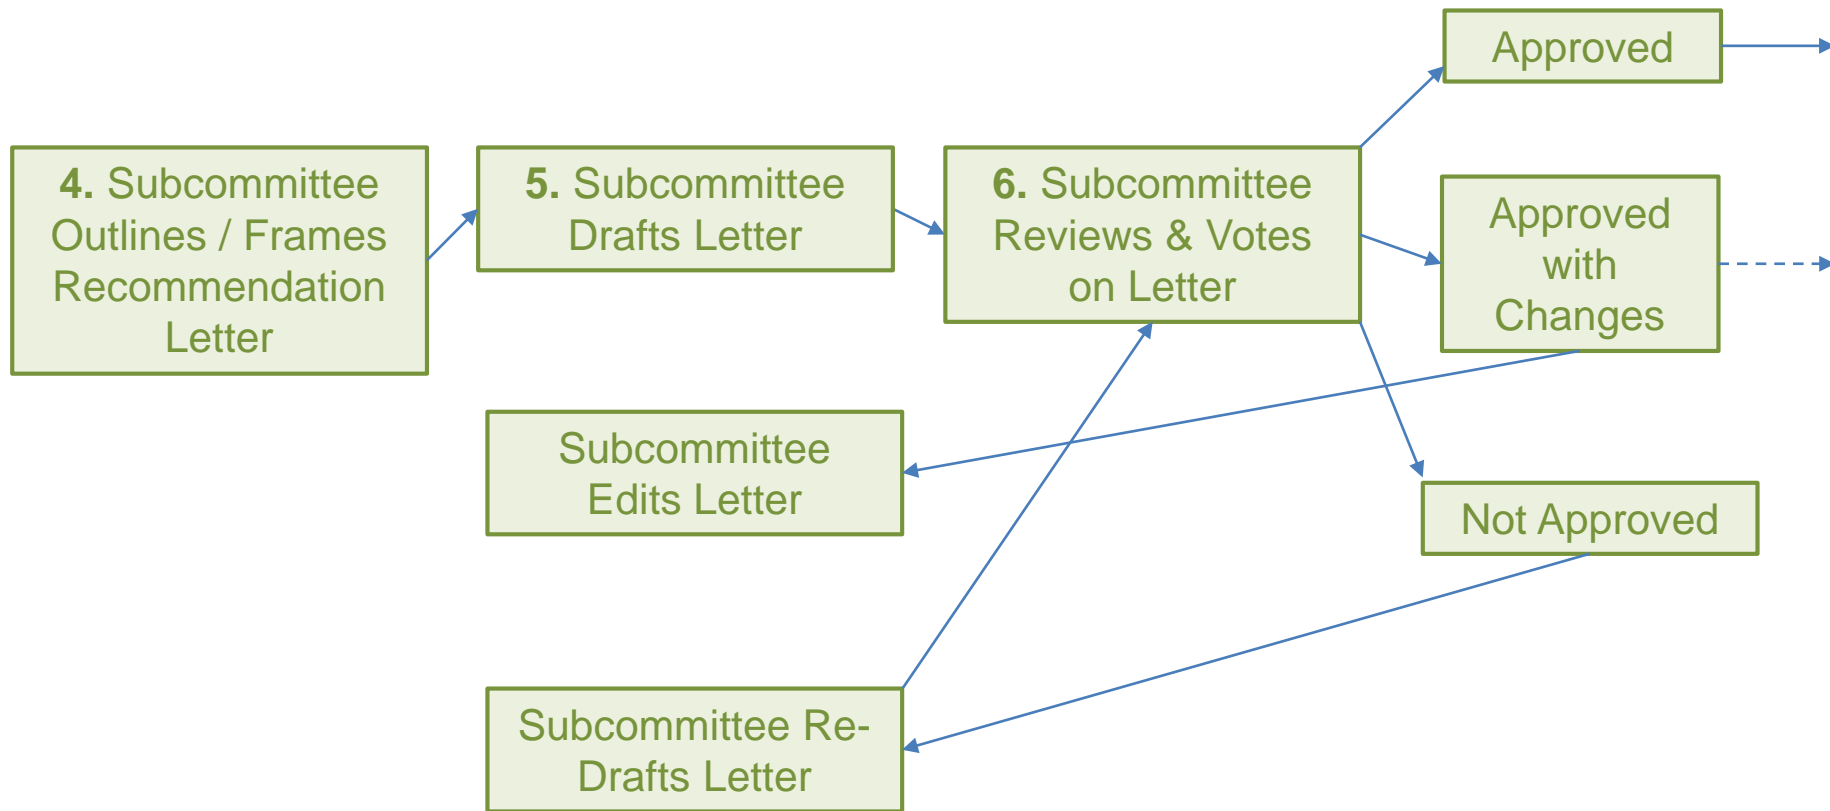 4. Subcommittee
Outlines / Frames
Recommendation
Letter
5. Subcommittee
Drafts Letter
6. Subcommittee
Reviews & Votes
on Letter
Approved
Approved
with
Changes
Subcommittee
Edits Letter
Not Approved
Subcommittee Re-
Drafts Letter